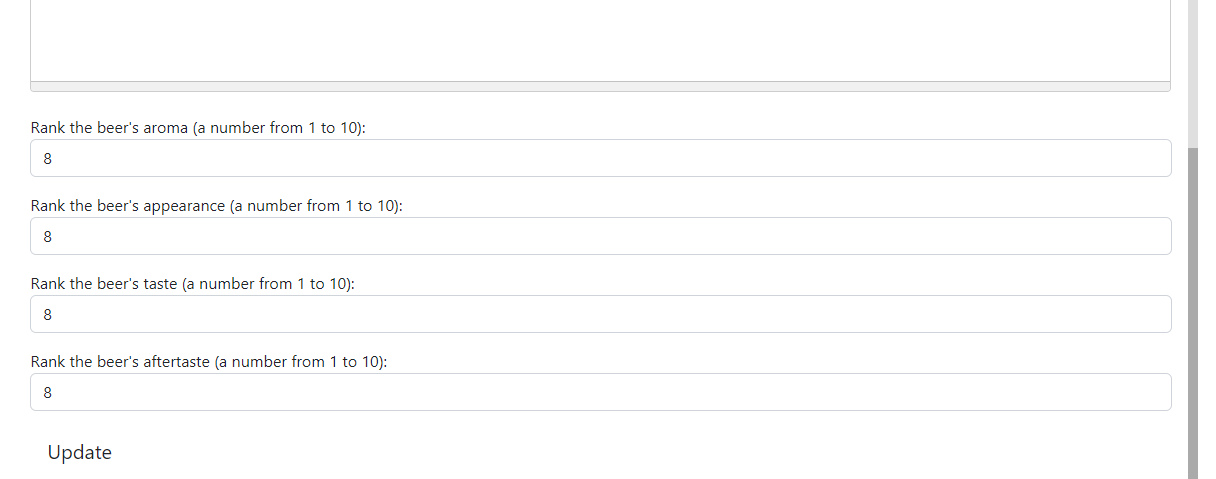 Rank the beer's aroma (a number from 1 to 10):
8
Rank the beer's appearance (a number from 1 to 10):
8
Rank the beer's taste (a number from 1 to 10):
8
Rank the beer's aftertaste (a number from 1 to 10):
8
Update